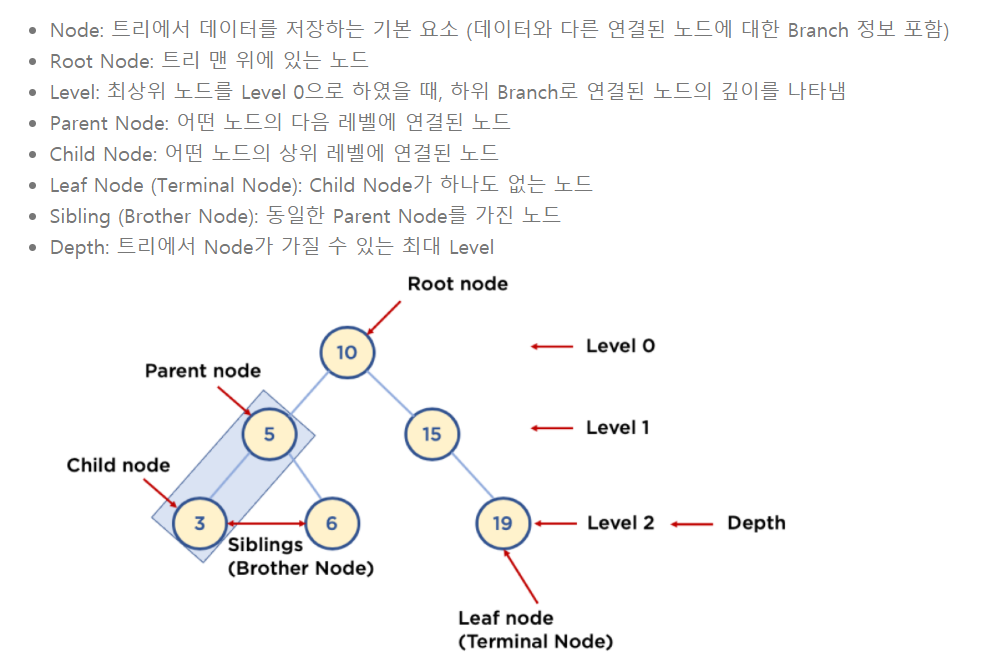 • Node: 트리에서 데이터를 저장하는 기본 요소 (데이터와 다른 연결된 노드에 대한 Branch 정보 포함)
• Root Node: 트리 맨 위에 있는 노드
• Level: 최상위 노드를 Level 0으로 하였을 때, 하위 Branch로 연결된 노드의 깊이를 나타냄
• Parent Node: 어떤 노드의 다음 레벨에 연결된 노드
• Child Node: 어떤 노드의 상위 레벨에 연결된 노드
• Leaf Node (Terminal Node): Child Node가 하나도 없는 노드
• Sibling (Brother Node): 동일한 Parent Node를 가진 노드
• Depth: 트리에서 Node가 가질 수 있는 최대 Level
Root node
10
Level 0
Parent node
5
15
Level 1
Child node
3
6
19
Level 2
Depth
Siblings
(Brother Node)
Leaf node
(Terminal Node)